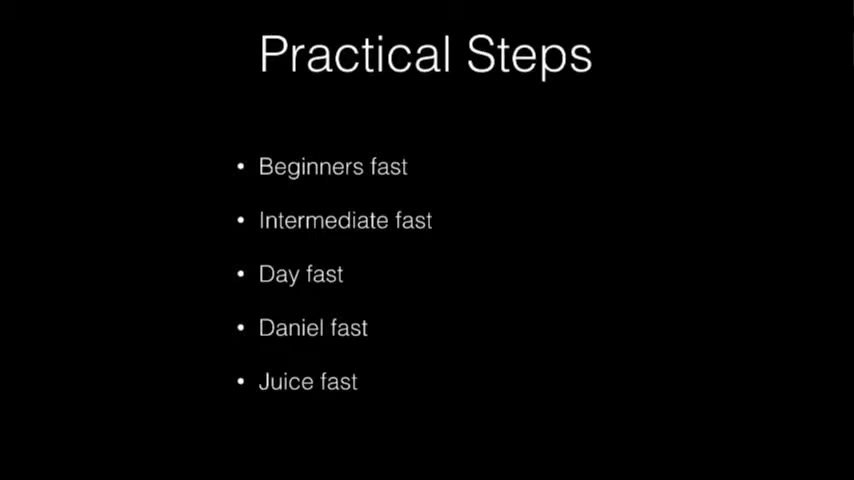 Practical Steps
• Beginners fast
• Intermediate fast
• Day fast
• Daniel fast
• Juice fast